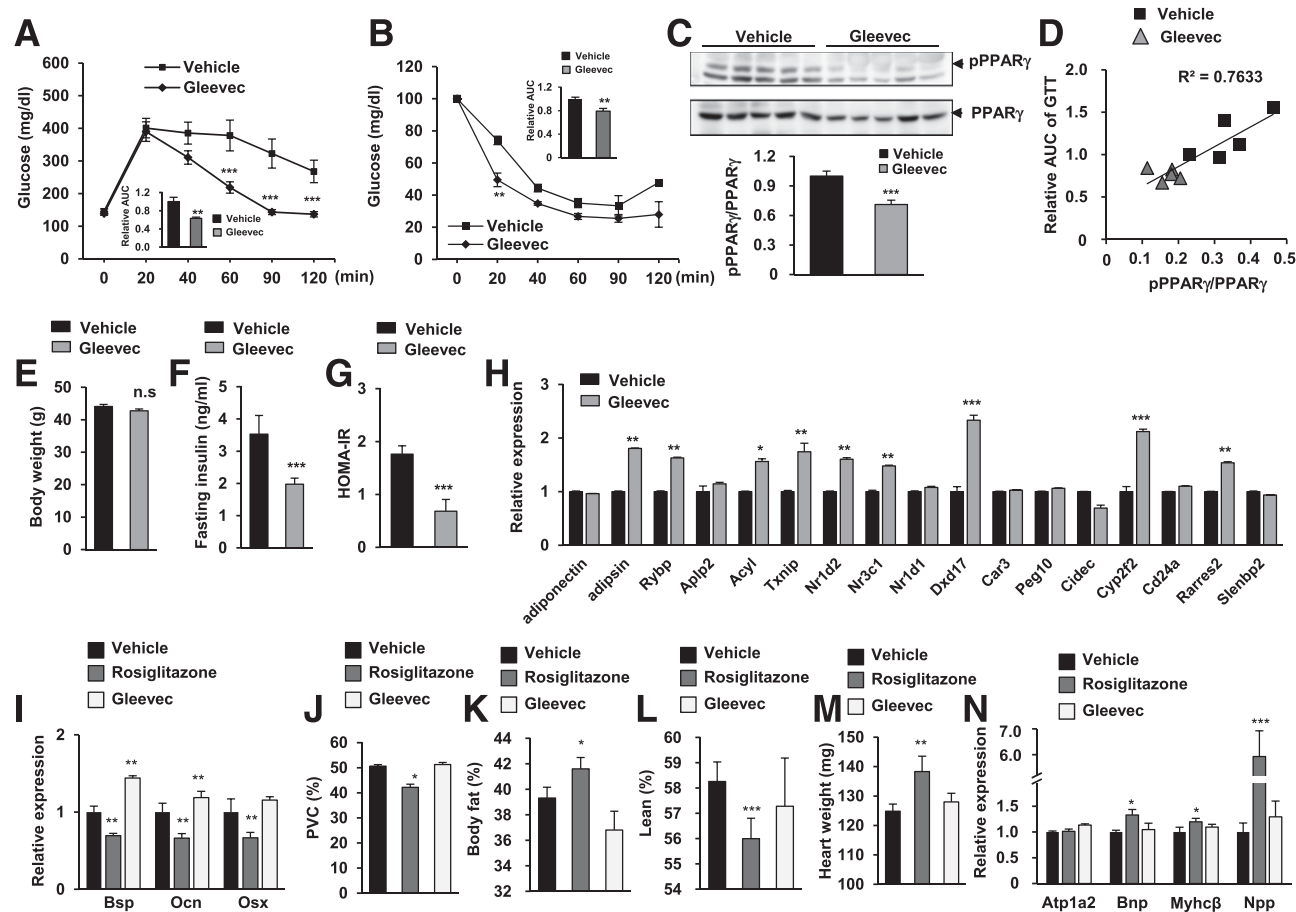 A
Glucose (mg/dl)
600
500
400
300
200
100
0
Vehicle
Gleevec
***
***
***
0 20 40 60 90 120 (min)
Relative AUC
1.2
0.8
0.4
0.0
**
Vehicle
Gleevec
B
Glucose (mg/dl)
120
100
80
60
40
20
0
**
Vehicle
Gleevec
0 20 40 60 90 120 (min)
Vehicle
Gleevec
Relative AUC
1.2
0.8
0.4
0
**
C
Vehicle Gleevec
pPPARγ
PPARγ
pPPARγ/PPARγ
1.2
0.9
0.6
0.3
0
Vehicle
Gleevec
***
D
Vehicle
Gleevec
Relative AUC of GTT
2.0
1.5
1.0
0.5
0
R² = 0.7633
0 0.1 0.2 0.3 0.4 0.5
pPPARγ/PPARγ
E
Vehicle
Gleevec
Body weight (g)
50
40
30
20
10
0
n.s
F
Vehicle
Gleevec
Fasting insulin (ng/ml)
5
4
3
2
1
0
***
G
Vehicle
Gleevec
HOMA-IR
3
2
1
0
***
H
Vehicle
Gleevec
Relative expression
3
2
1
0
** ** * ** ** ** *** *** **
adiponectin adipsin Rybp Aplp2 Acyl Txnip Nr1d2 Nr3c1 Nr1d1 Dxd17 Car3 Peg10 Cidec Cyp2f2 Cd24a Rarres2 Slenbp2
I
Vehicle
Rosiglitazone
Gleevec
Relative expression
2
1
0
** ** ** ** **
Bsp Ocn Osx
J
Vehicle
Rosiglitazone
Gleevec
PVC (%)
60
50
40
30
20
10
0
*
K
Vehicle
Rosiglitazone
Gleevec
Body fat (%)
44
42
40
38
36
34
32
*
L
Vehicle
Rosiglitazone
Gleevec
Lean (%)
60
59
58
57
56
55
54
***
M
Vehicle
Rosiglitazone
Gleevec
Heart weight (mg)
150
140
130
120
110
100
**
N
Vehicle
Rosiglitazone
Gleevec
Relative expression
7.0
6.0
1.5
1.0
0.5
0
* * ***
Atp1a2 Bnp Myhcβ Npp